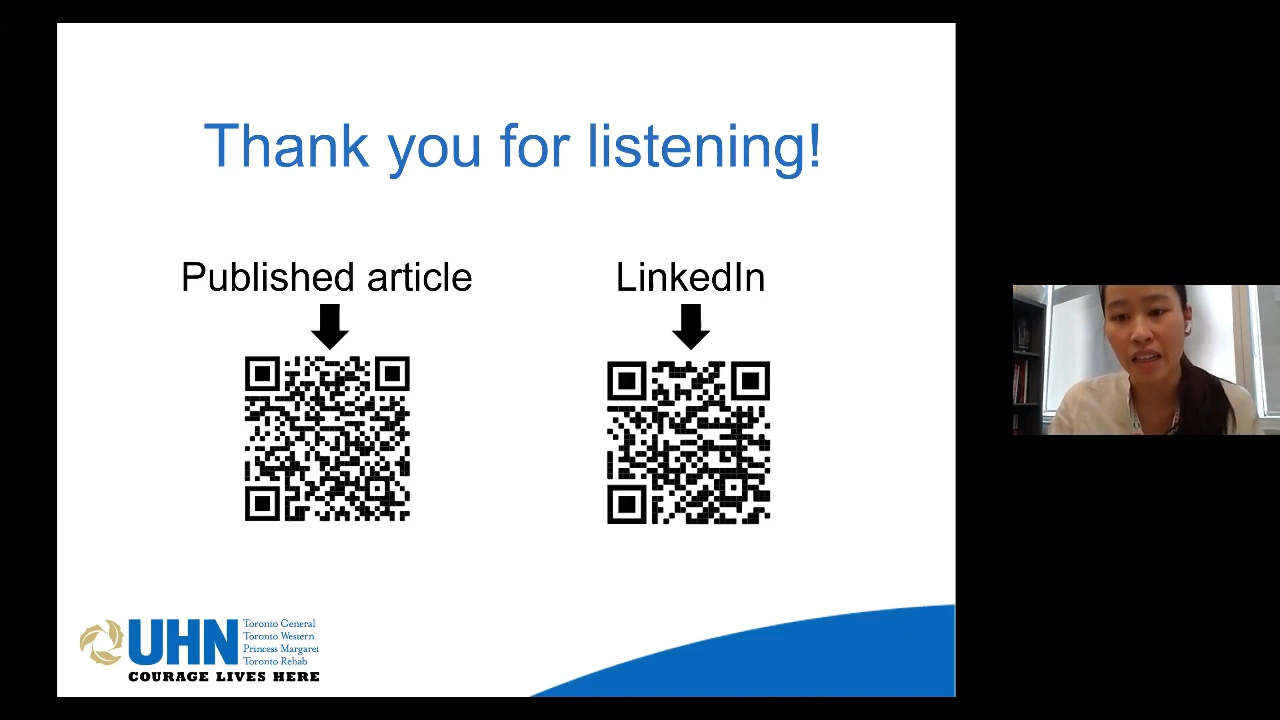 Thank you for listening!
Published article
LinkedIn
UHN
Toronto General
Toronto Western
Princess Margaret
Toronto Rehab
COURAGE LIVES HERE